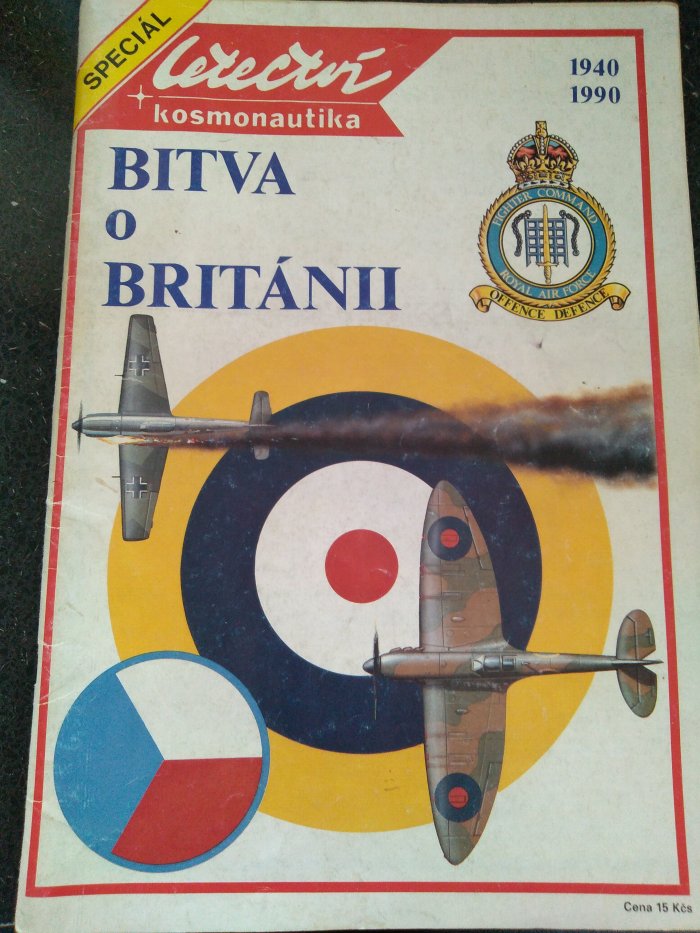 SPECIÁL
Letectví
kosmonautika
1940
1990
BITVA
o
BRITÁNII
FIGHTER COMMAND
ROYAL AIR FORCE
OFFENCE DEFENCE
Cena 15 Kčs